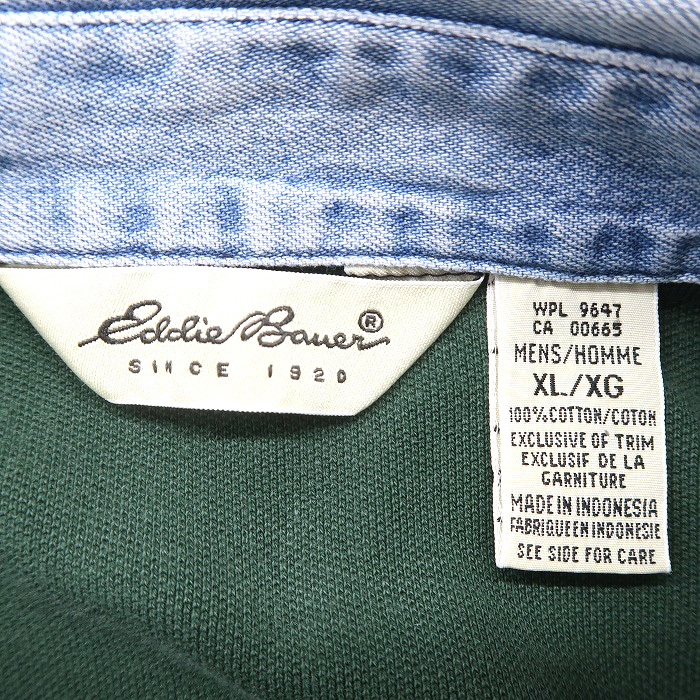 Eddie Bauer®
SINCE 1920
WPL 9647
CA 00665
MENS/HOMME
XL/XG
100% COTTON/COTON
EXCLUSIVE OF TRIM
EXCLUSIF DE LA
GARNITURE
MADE IN INDONESIA
FABRIQUE EN INDONESIE
SEE SIDE FOR CARE